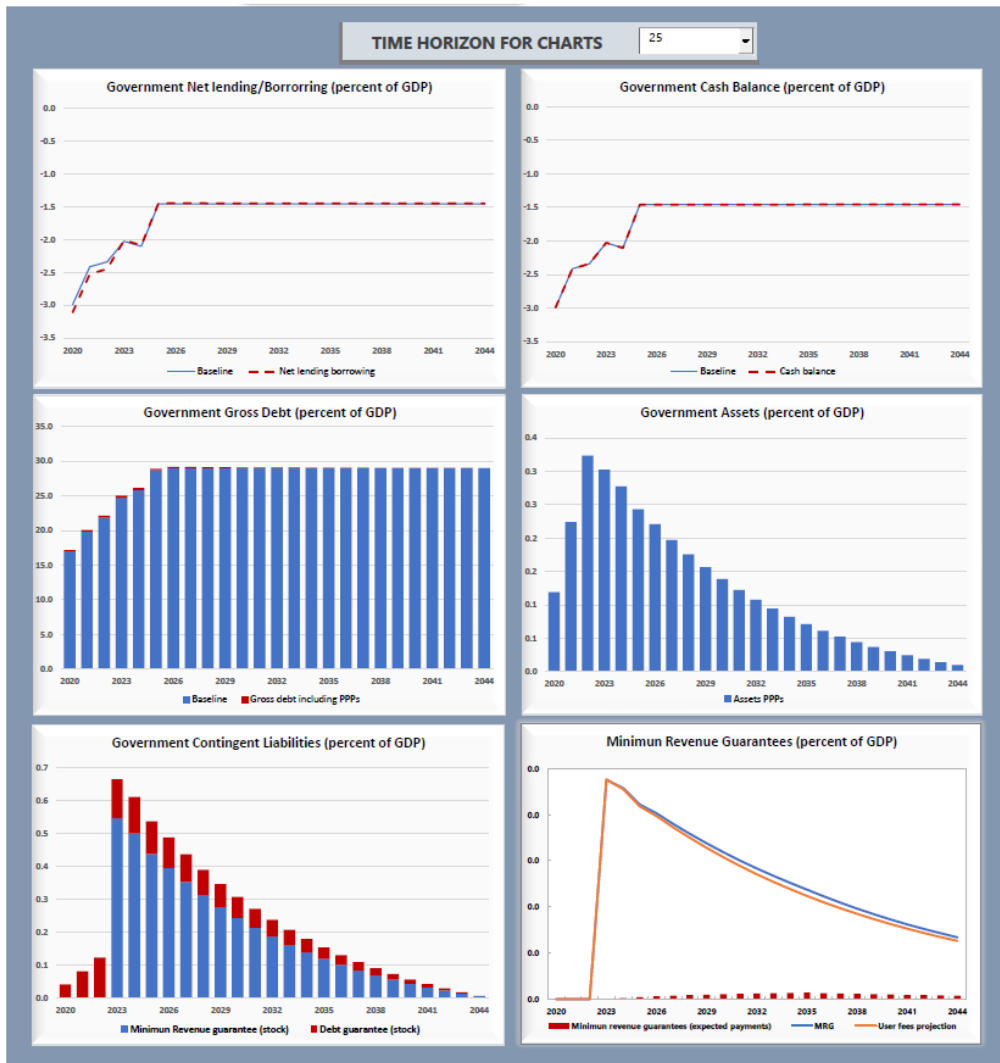 TIME HORIZON FOR CHARTS 25
Government Net lending/Borrorring (percent of GDP)
0.0
-0.5
-1.0
-1.5
-2.0
-2.5
-3.0
-3.5
2020 2023 2026 2029 2032 2035 2038 2041 2044
Baseline Net lending borrowing
Government Cash Balance (percent of GDP)
0.0
-0.5
-1.0
-1.5
-2.0
-2.5
-3.0
-3.5
2020 2023 2026 2029 2032 2035 2038 2041 2044
Baseline Cash balance
Government Gross Debt (percent of GDP)
35.0
30.0
25.0
20.0
15.0
10.0
5.0
0.0
2020 2023 2026 2029 2032 2035 2038 2041 2044
Baseline Gross debt including PPPs
Government Assets (percent of GDP)
0.4
0.3
0.3
0.2
0.2
0.1
0.1
0.0
2020 2023 2026 2029 2032 2035 2038 2041 2044
Assets PPPs
Government Contingent Liabilities (percent of GDP)
0.7
0.6
0.5
0.4
0.3
0.2
0.1
0.0
2020 2023 2026 2029 2032 2035 2038 2041 2044
Minimun Revenue guarantee (stock) Debt guarantee (stock)
Minimun Revenue Guarantees (percent of GDP)
0.0
0.0
0.0
0.0
0.0
0.0
2020 2023 2026 2029 2032 2035 2038 2041 2044
Minimun revenue guarantees (expected payments) MRG User fees projection